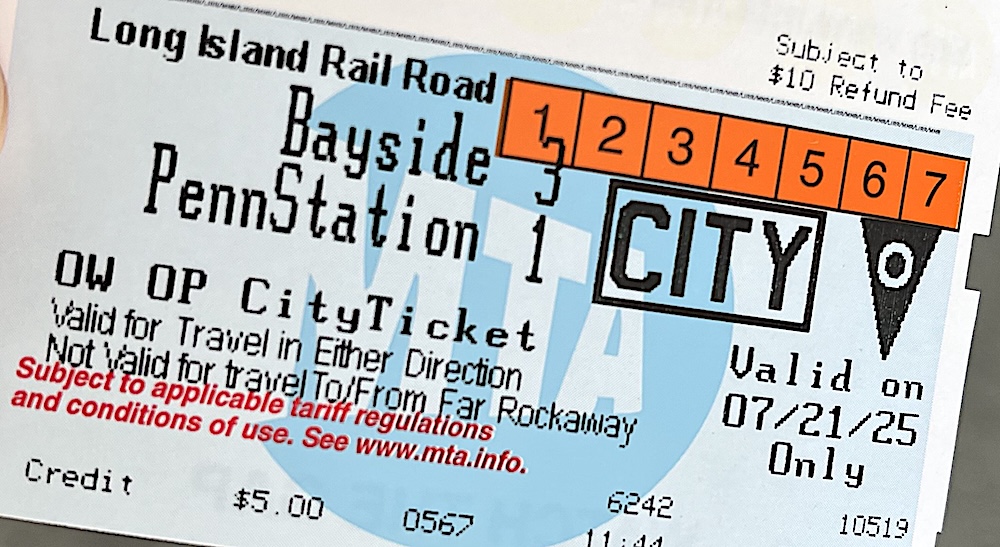 Subject to
$10 Refund Fee
Long Island Rail Road
1 2 3 4 5 6 7
Bayside 3
PennStation 1
CITY
O
MTA
OW OP CityTicket
Valid for Travel in Either Direction
Not Valid for travel To/From Far Rockaway
Subject to applicable tariff regulations
and conditions of use. See www.mta.info.
Valid on
07/21/25
Only
Credit $5.00 0567 6242 10519
11:44